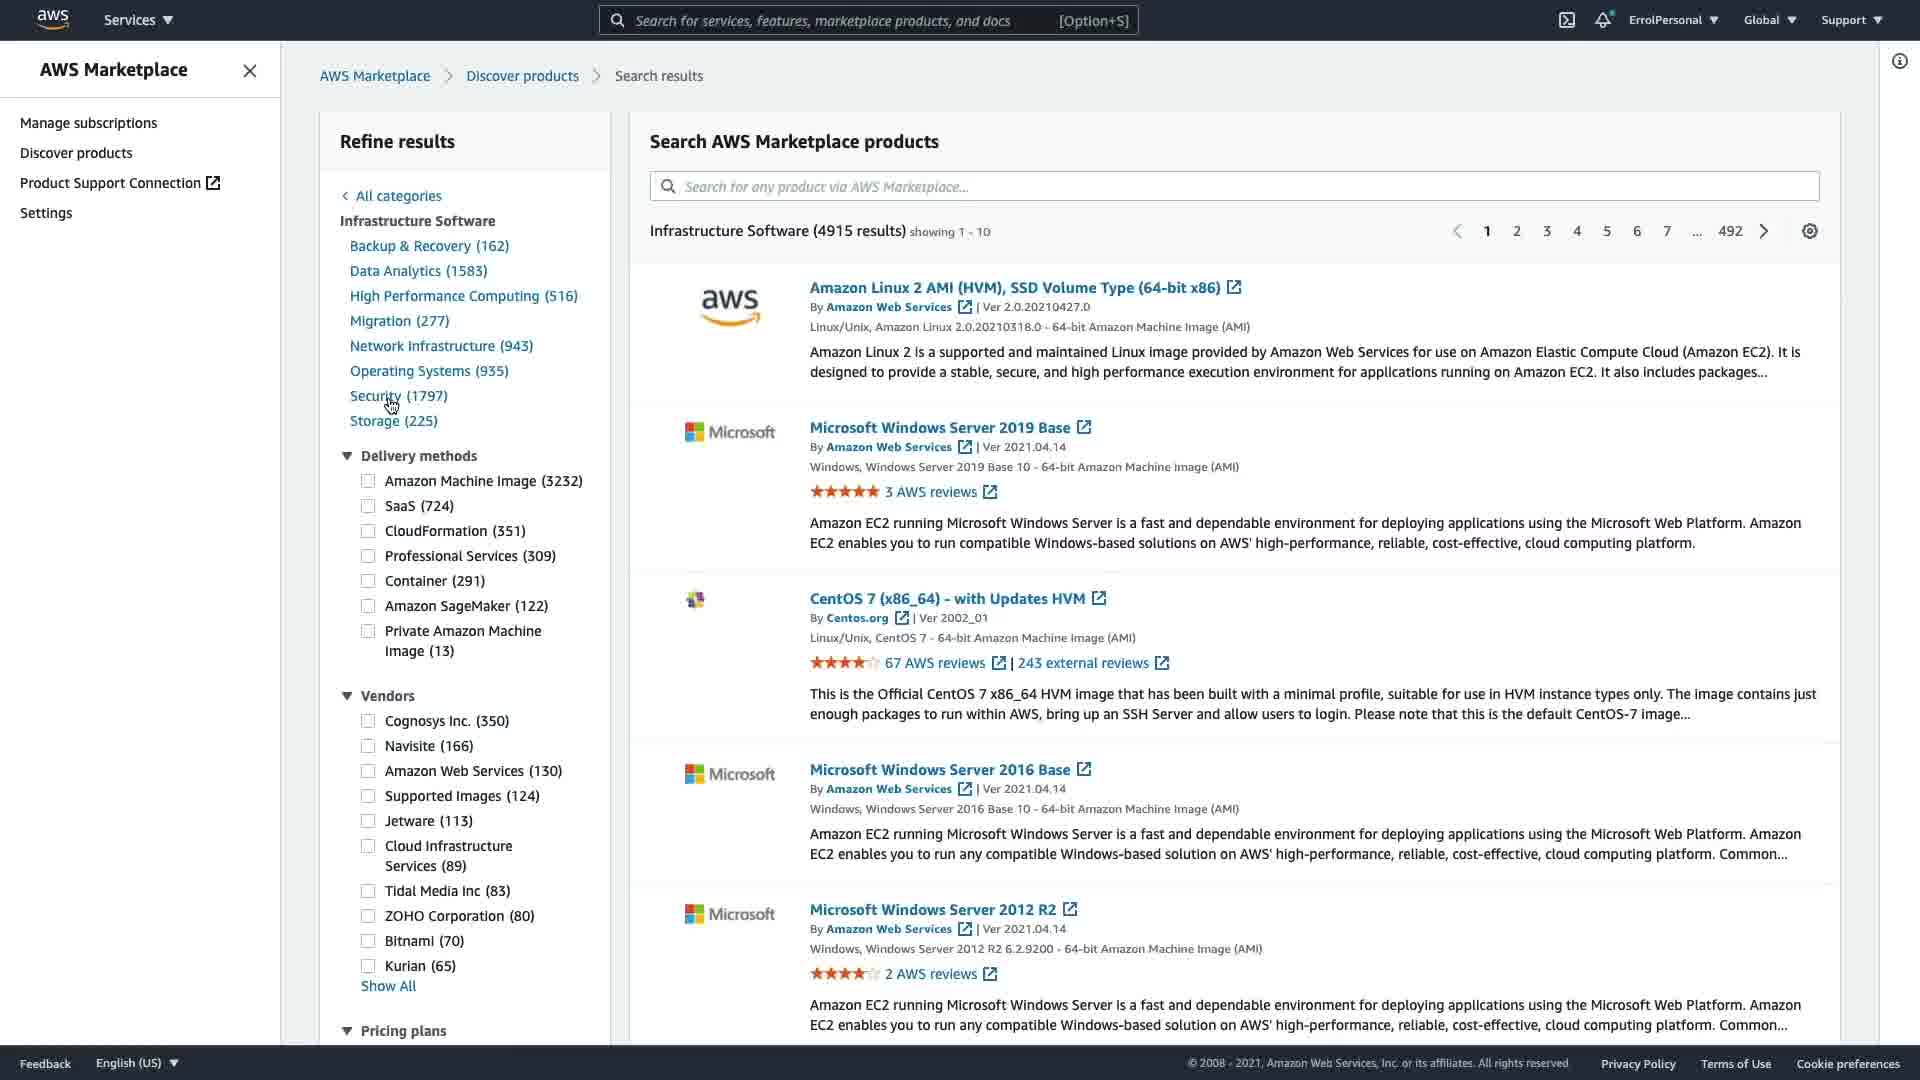 aws
Services
Search for services, features, marketplace products, and docs
[Option+S]
ErrolPersonal
Global
Support
AWS Marketplace
Manage subscriptions
Discover products
Product Support Connection
Settings
AWS Marketplace > Discover products > Search results
Refine results
< All categories
Infrastructure Software
Backup & Recovery (162)
Data Analytics (1583)
High Performance Computing (516)
Migration (277)
Network Infrastructure (943)
Operating Systems (935)
Security (1797)
Storage (225)
Delivery methods
Amazon Machine Image (3232)
SaaS (724)
CloudFormation (351)
Professional Services (309)
Container (291)
Amazon SageMaker (122)
Private Amazon Machine
Image (13)
Vendors
Cognosys Inc. (350)
Navisite (166)
Amazon Web Services (130)
Supported Images (124)
Jetware (113)
Cloud Infrastructure
Services (89)
Tidal Media Inc (83)
ZOHO Corporation (80)
Bitnami (70)
Kurian (65)
Show All
Pricing plans
Search AWS Marketplace products
Search for any product via AWS Marketplace...
Infrastructure Software (4915 results) showing 1 - 10
< 1 2 3 4 5 6 7 ... 492 >
aws
Amazon Linux 2 AMI (HVM), SSD Volume Type (64-bit x86)
By Amazon Web Services | Ver 2.0.20210427.0
Linux/Unix, Amazon Linux 2.0.20210318.0 - 64-bit Amazon Machine Image (AMI)
Amazon Linux 2 is a supported and maintained Linux image provided by Amazon Web Services for use on Amazon Elastic Compute Cloud (Amazon EC2). It is
designed to provide a stable, secure, and high performance execution environment for applications running on Amazon EC2. It also includes packages...
Microsoft
Microsoft Windows Server 2019 Base
By Amazon Web Services | Ver 2021.04.14
Windows, Windows Server 2019 Base 10 - 64-bit Amazon Machine Image (AMI)
3 AWS reviews
Amazon EC2 running Microsoft Windows Server is a fast and dependable environment for deploying applications using the Microsoft Web Platform. Amazon
EC2 enables you to run compatible Windows-based solutions on AWS' high-performance, reliable, cost-effective, cloud computing platform.
CentOS 7 (x86_64) - with Updates HVM
By Centos.org | Ver 2002_01
Linux/Unix, CentOS 7 - 64-bit Amazon Machine Image (AMI)
67 AWS reviews | 243 external reviews
This is the Official CentOS 7 x86_64 HVM image that has been built with a minimal profile, suitable for use in HVM instance types only. The image contains just
enough packages to run within AWS, bring up an SSH Server and allow users to login. Please note that this is the default CentOS-7 image...
Microsoft
Microsoft Windows Server 2016 Base
By Amazon Web Services | Ver 2021.04.14
Windows, Windows Server 2016 Base 10 - 64-bit Amazon Machine Image (AMI)
Amazon EC2 running Microsoft Windows Server is a fast and dependable environment for deploying applications using the Microsoft Web Platform. Amazon
EC2 enables you to run any compatible Windows-based solution on AWS' high-performance, reliable, cost-effective, cloud computing platform. Common...
Microsoft
Microsoft Windows Server 2012 R2
By Amazon Web Services | Ver 2021.04.14
Windows, Windows Server 2012 R2 6.2.9200 - 64-bit Amazon Machine Image (AMI)
2 AWS reviews
Amazon EC2 running Microsoft Windows Server is a fast and dependable environment for deploying applications using the Microsoft Web Platform. Amazon
EC2 enables you to run any compatible Windows-based solution on AWS' high-performance, reliable, cost-effective, cloud computing platform. Common...
Feedback
English (US)
© 2008 - 2021, Amazon Web Services, Inc. or its affiliates. All rights reserved
Privacy Policy
Terms of Use
Cookie preferences